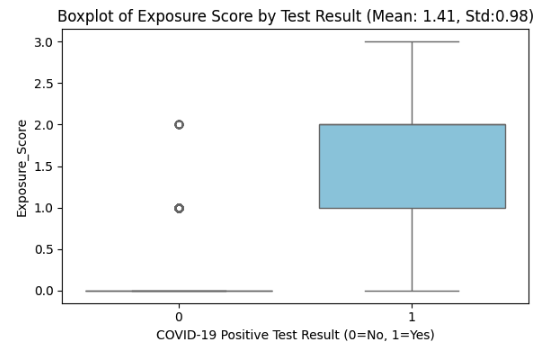 Boxplot of Exposure Score by Test Result (Mean: 1.41, Std:0.98)
3.0
2.5
2.0
1.5
1.0
0.5
0.0
Exposure_Score
0 1
COVID-19 Positive Test Result (0=No, 1=Yes)